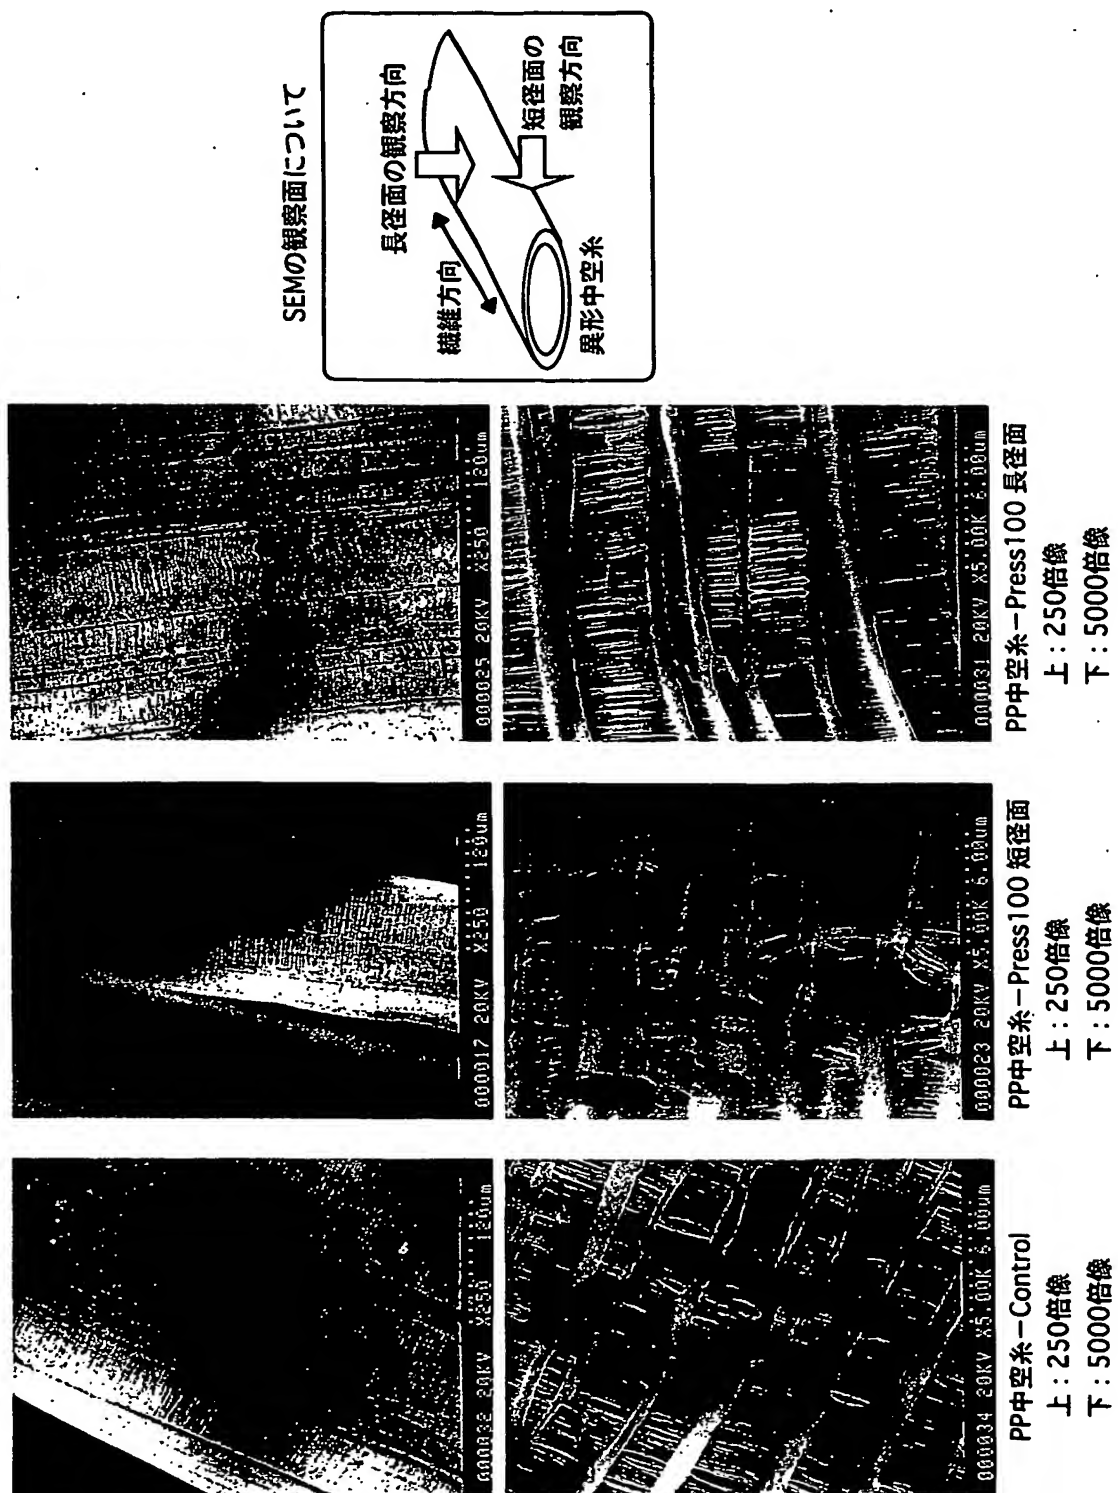 SEMの観察面について
長径面の観察方向
繊維方向
短径面の
観察方向
異形中空糸
000032 20KV X250 120um
000034 20KV X5.00K 6.00um
PP中空糸－Control
上：250倍像
下：5000倍像
000017 20KV X250 120um
000023 20KV X5.00K 6.00um
PP中空糸－Press100 短径面
上：250倍像
下：5000倍像
000025 20KV X250 120um
000031 20KV X5.00K 6.00um
PP中空糸－Press100 長径面
上：250倍像
下：5000倍像